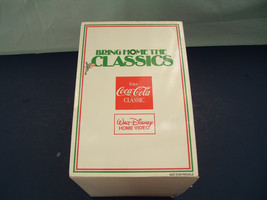 BRING HOME THE
CLASSICS
Enjoy
Coca-Cola
CLASSIC
WALT DISNEY
HOME VIDEO